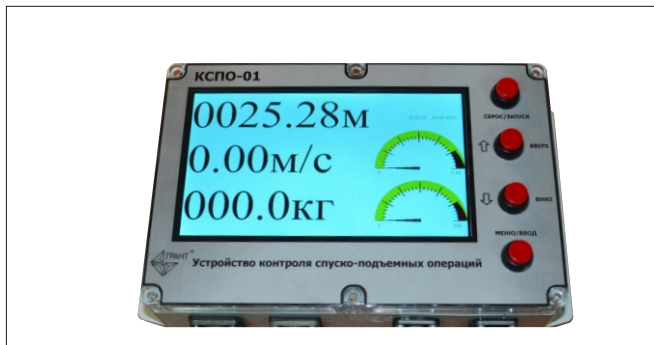 КСПО-01
0025.28м
0.00м/с
000.0кг
СБРОС/ЗАПУСК
ВВЕРХ
ВНИЗ
МЕНЮ/ВВОД
ГРАНТ
Устройство контроля спуско-подъемных операций